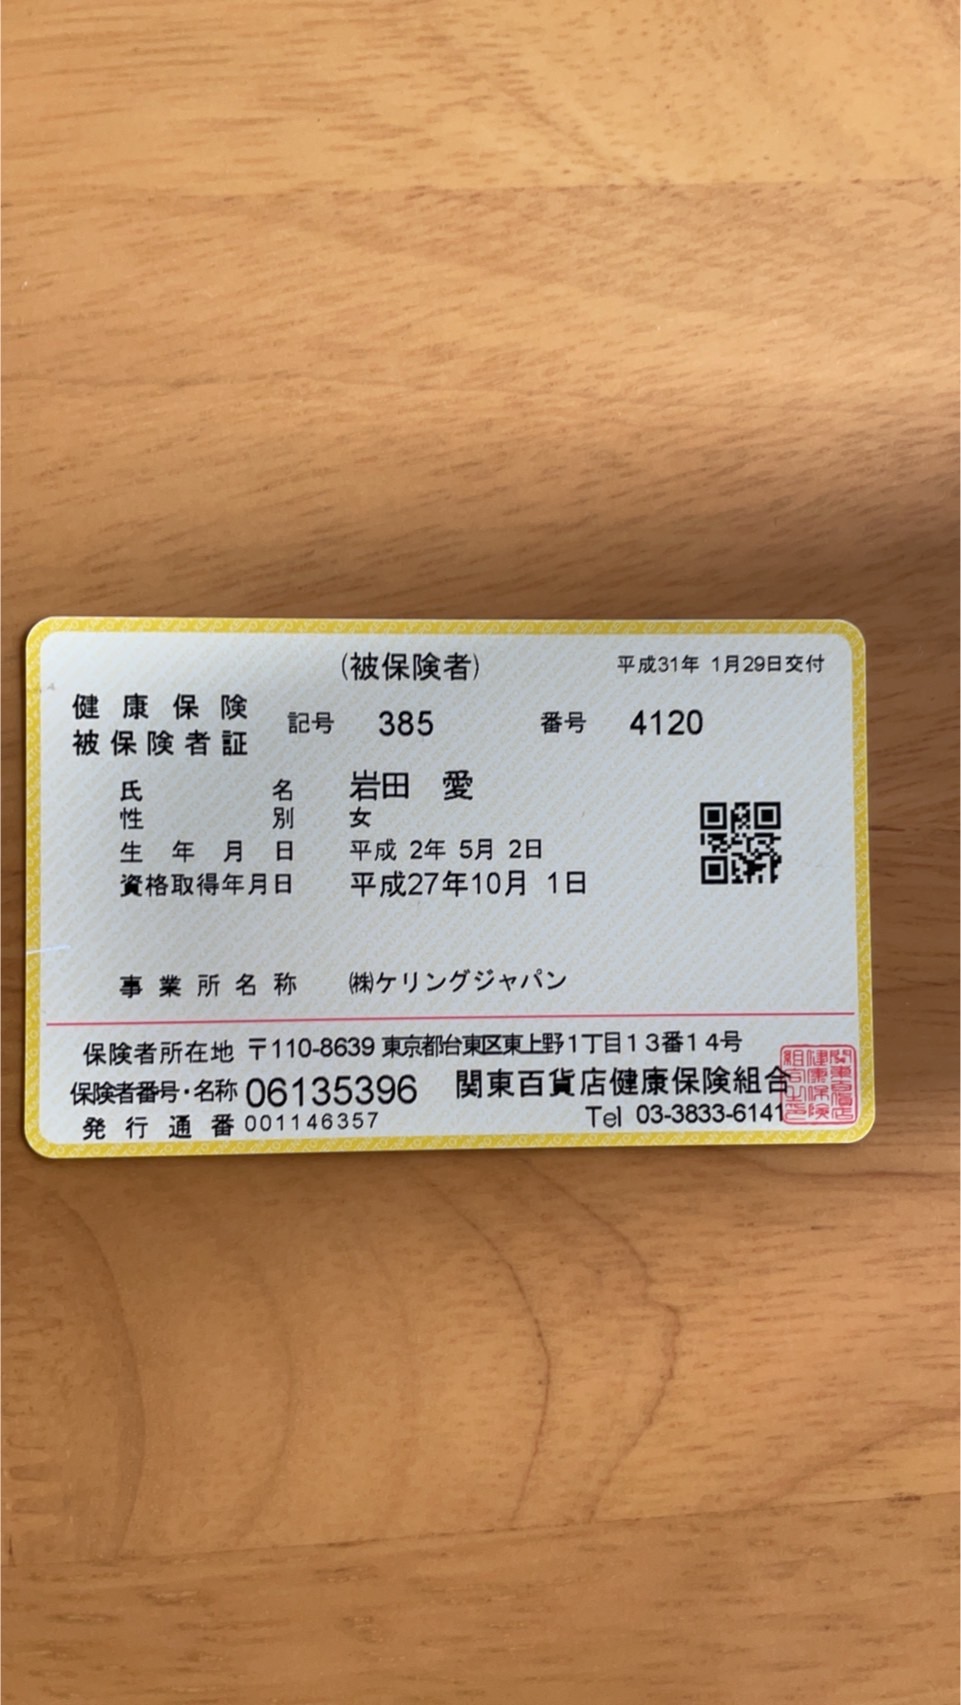 (被保険者)
平成31年 1月29日交付
健康保険
被保険者証
記号 385 番号 4120
氏名 岩田 愛
性別 女
生年月日 平成 2年 5月 2日
資格取得年月日 平成27年10月 1日
事業所名称 ㈱ケリングジャパン
保険者所在地 〒110-8639 東京都台東区東上野1丁目13番14号
保険者番号・名称 06135396 関東百貨店健康保険組合
発行通番 001146357 Tel 03-3833-6141